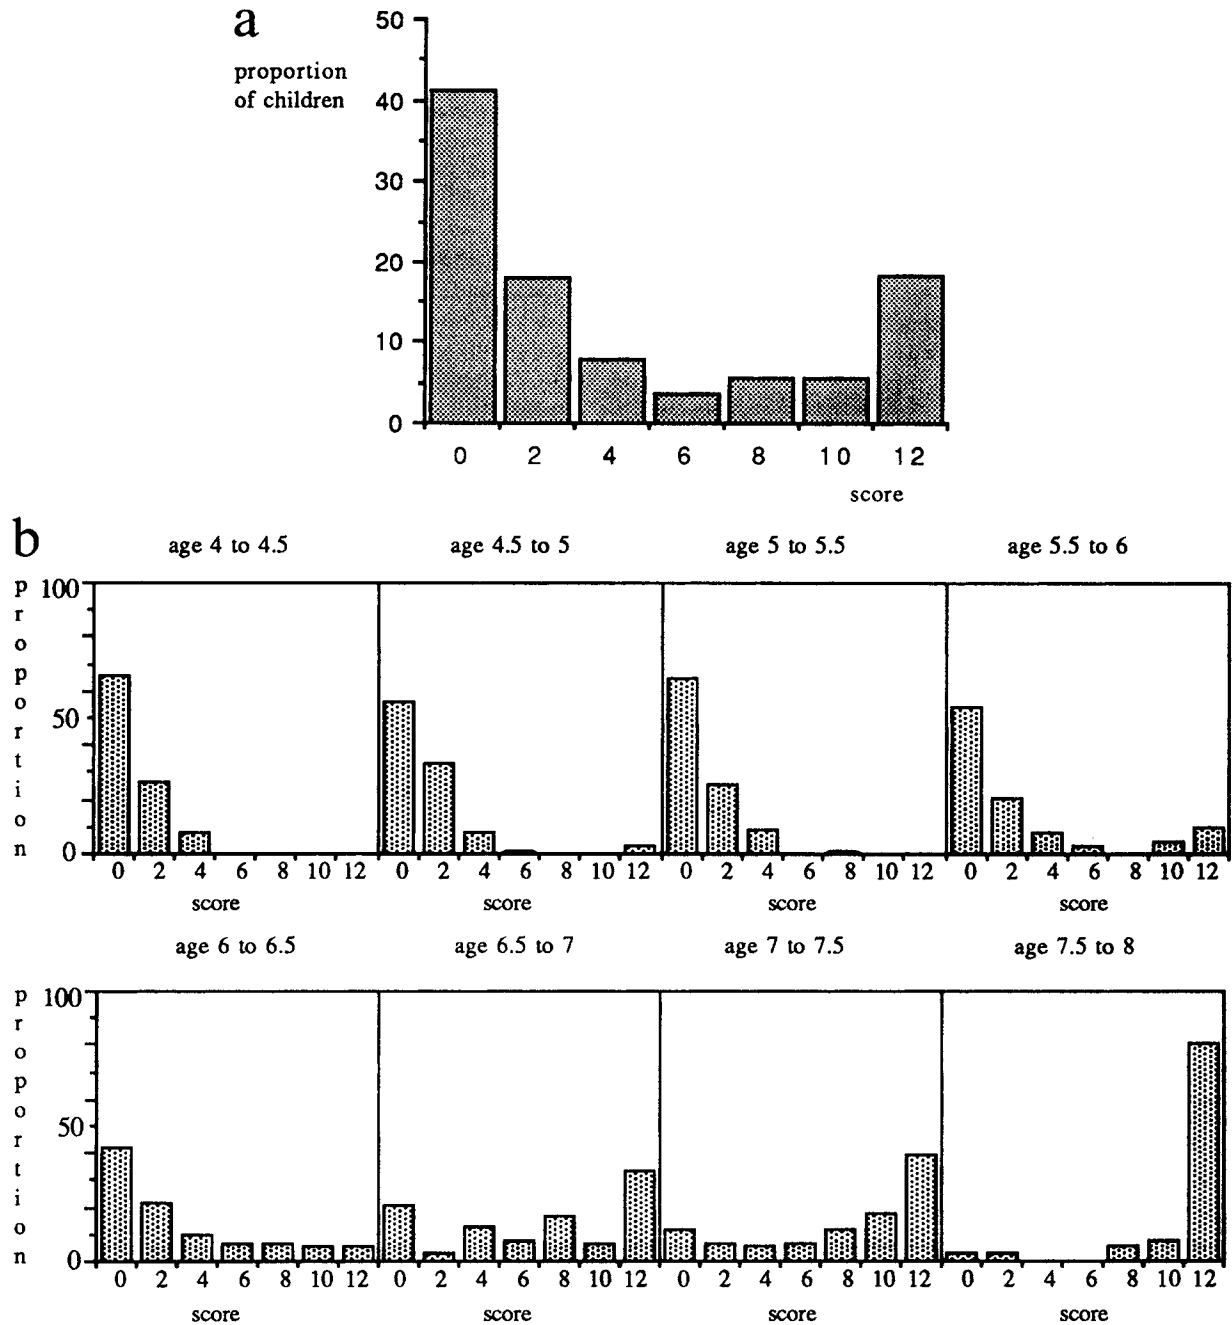 a
proportion
of children
50
40
30
20
10
0
0 2 4 6 8 10 12
score
b
age 4 to 4.5 age 4.5 to 5 age 5 to 5.5 age 5.5 to 6
proportion
100
50
0
0 2 4 6 8 10 12 0 2 4 6 8 10 12 0 2 4 6 8 10 12 0 2 4 6 8 10 12
score score score score
age 6 to 6.5 age 6.5 to 7 age 7 to 7.5 age 7.5 to 8
proportion
100
50
0
0 2 4 6 8 10 12 0 2 4 6 8 10 12 0 2 4 6 8 10 12 0 2 4 6 8 10 12
score score score score